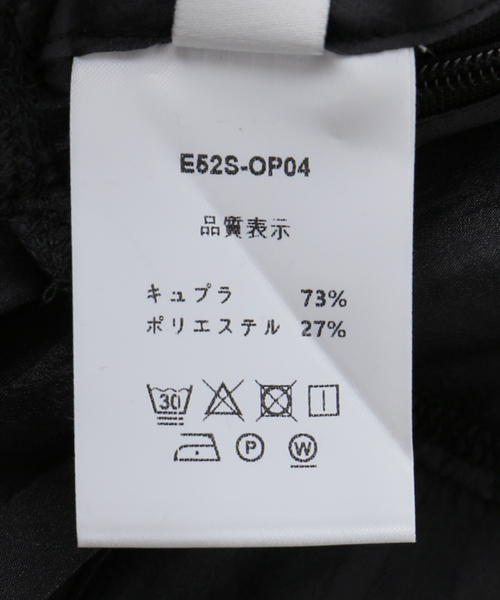 E52S-OP04
品質表示
キュプラ 73%
ポリエステル 27%
30
P W